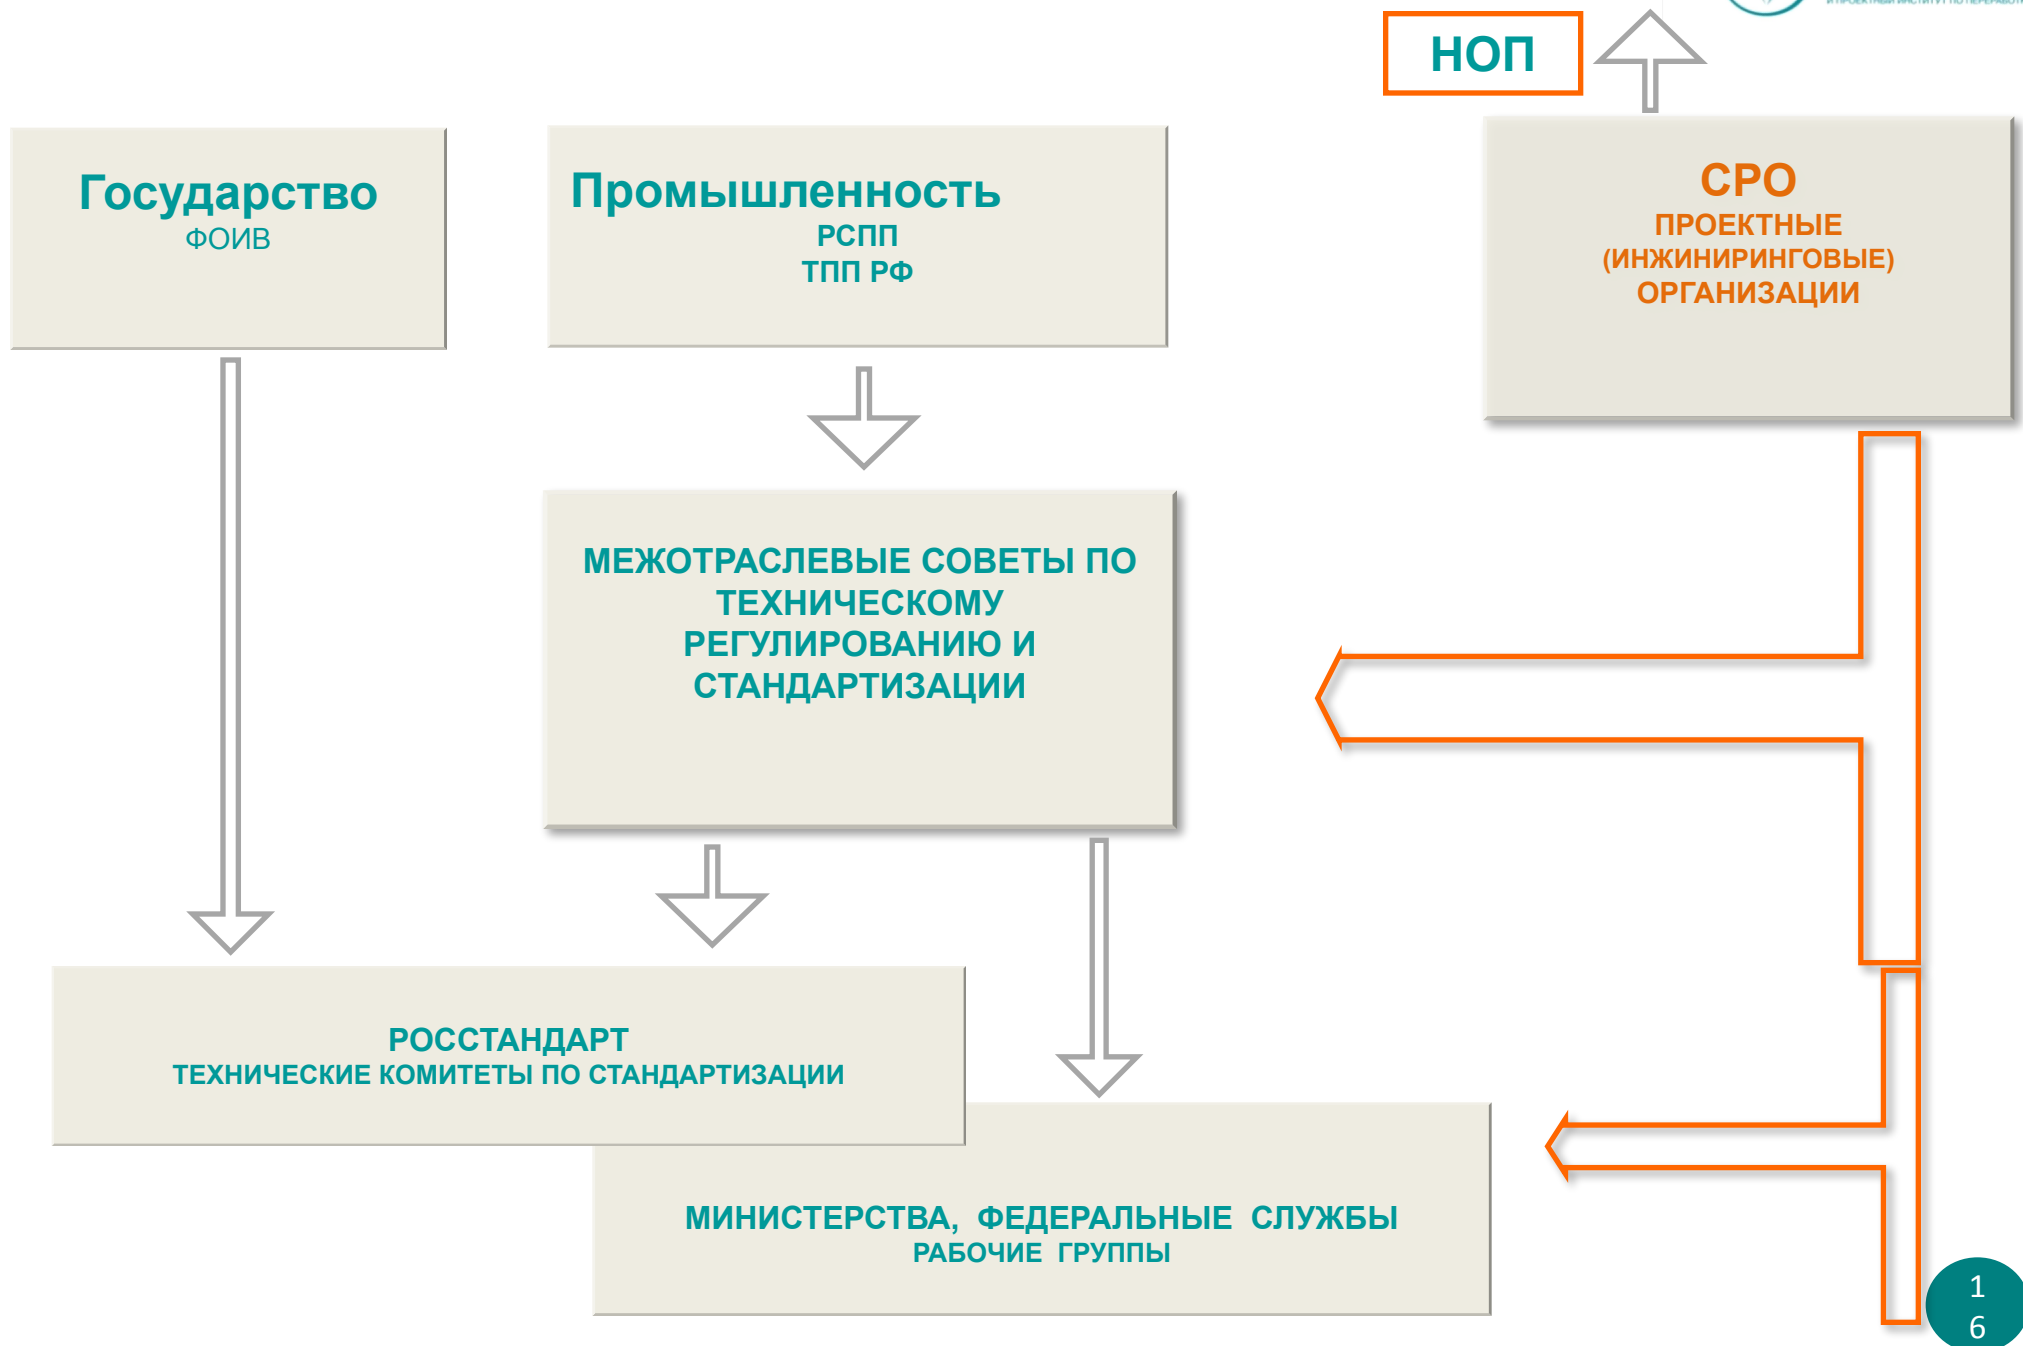 НОП
Государство
ФОИВ
Промышленность
РСПП
ТПП РФ
СРО
ПРОЕКТНЫЕ
(ИНЖИНИРИНГОВЫЕ)
ОРГАНИЗАЦИИ
МЕЖОТРАСЛЕВЫЕ СОВЕТЫ ПО
ТЕХНИЧЕСКОМУ
РЕГУЛИРОВАНИЮ И
СТАНДАРТИЗАЦИИ
РОССТАНДАРТ
ТЕХНИЧЕСКИЕ КОМИТЕТЫ ПО СТАНДАРТИЗАЦИИ
МИНИСТЕРСТВА, ФЕДЕРАЛЬНЫЕ СЛУЖБЫ
РАБОЧИЕ ГРУППЫ
1
6